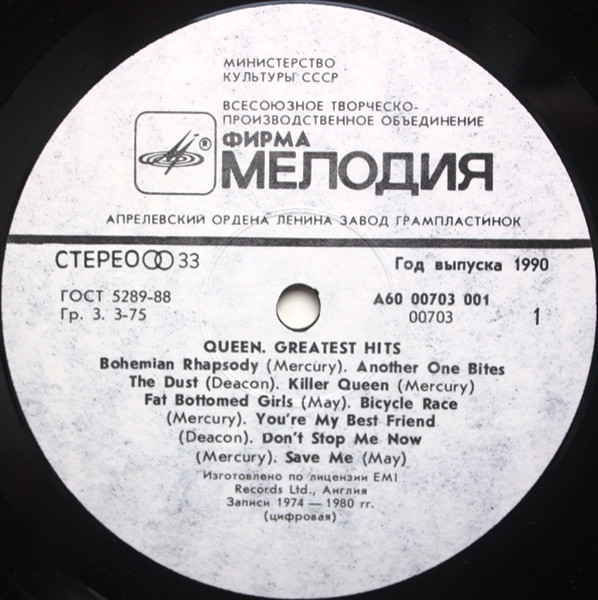 МИНИСТЕРСТВО
КУЛЬТУРЫ СССР
ВСЕСОЮЗНОЕ ТВОРЧЕСКО-
ПРОИЗВОДСТВЕННОЕ ОБЪЕДИНЕНИЕ
ФИРМА
® МЕЛОДИЯ
АПРЕЛЕВСКИЙ ОРДЕНА ЛЕНИНА ЗАВОД ГРАМПЛАСТИНОК
СТЕРЕО 33 Год выпуска 1990
ГОСТ 5289-88 А60 00703 001
Гр. 3. 3-75 00703 1
QUEEN. GREATEST HITS
Bohemian Rhapsody (Mercury). Another One Bites
The Dust (Deacon). Killer Queen (Mercury)
Fat Bottomed Girls (May). Bicycle Race
(Mercury). You're My Best Friend
(Deacon). Don't Stop Me Now
(Mercury). Save Me (May)
Изготовлено по лицензии EMI
Records Ltd., Англия
Записи 1974 — 1980 гг.
(цифровая)